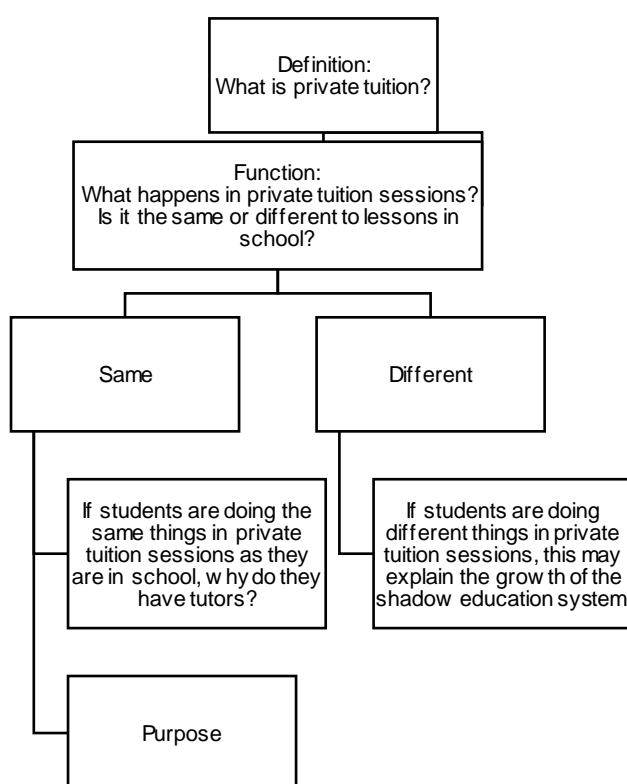 Definition:
What is private tuition?
Function:
What happens in private tuition sessions?
Is it the same or different to lessons in
school?
Same
Different
If students are doing the
same things in private
tuition sessions as they
are in school, why do they
have tutors?
If students are doing
different things in private
tuition sessions, this may
explain the growth of the
shadow education system
Purpose